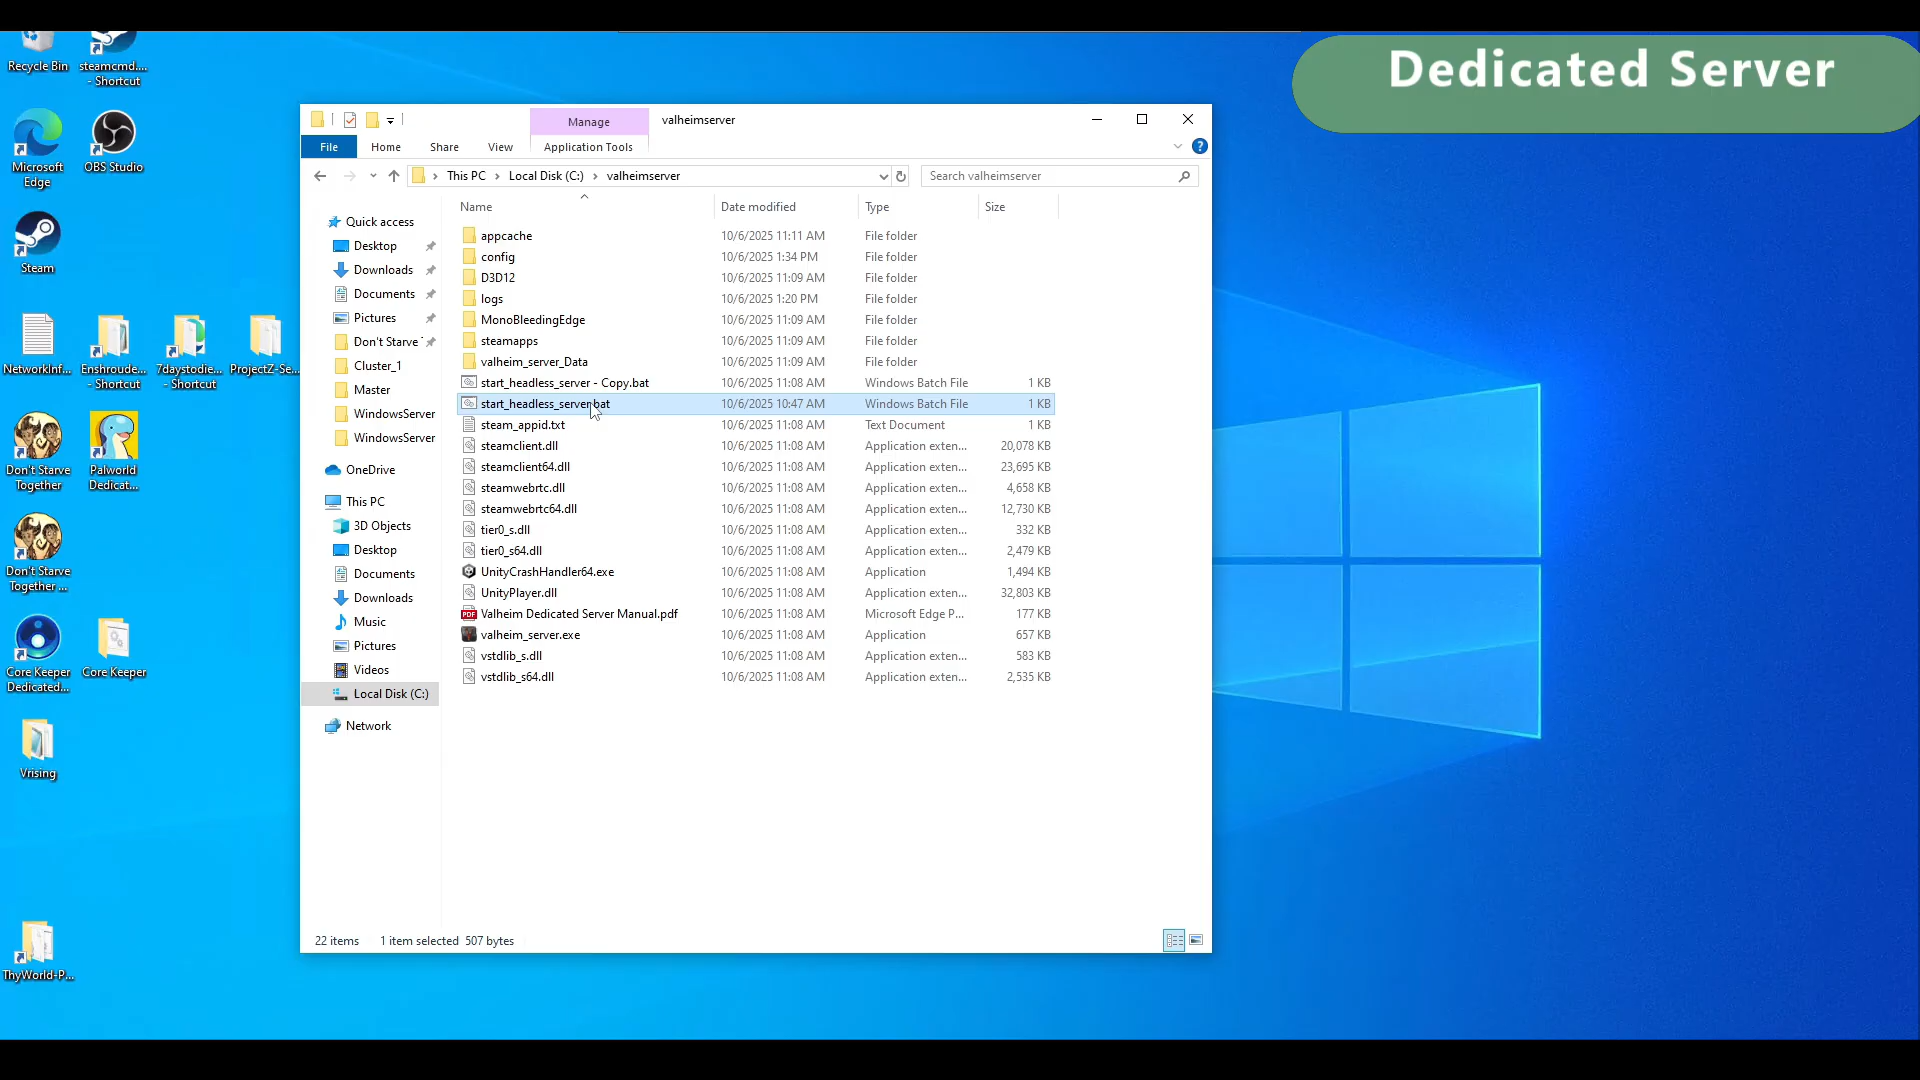 Dedicated Server
Recycle Bin
steamcmd....
- Shortcut
Microsoft
Edge
OBS Studio
Steam
NetworkInf...
Enshroude...
- Shortcut
7daystodie...
- Shortcut
ProjectZ-Se...
Don't Starve
Together
Palworld
Dedicat...
Don't Starve
Together ...
Core Keeper
Dedicated...
Core Keeper
Vrising
ThyWorld-P...
Manage
valheimserver
File
Home
Share
View
Application Tools
This PC
Local Disk (C:)
valheimserver
Search valheimserver
Quick access
Desktop
Downloads
Documents
Pictures
Don't Starve
Cluster_1
Master
WindowsServer
WindowsServer
OneDrive
This PC
3D Objects
Desktop
Documents
Downloads
Music
Pictures
Videos
Local Disk (C:)
Network
Name Date modified Type Size
appcache 10/6/2025 11:11 AM File folder
config 10/6/2025 1:34 PM File folder
D3D12 10/6/2025 11:09 AM File folder
logs 10/6/2025 1:20 PM File folder
MonoBleedingEdge 10/6/2025 11:09 AM File folder
steamapps 10/6/2025 11:09 AM File folder
valheim_server_Data 10/6/2025 11:09 AM File folder
start_headless_server - Copy.bat 10/6/2025 11:08 AM Windows Batch File 1 KB
start_headless_server.bat 10/6/2025 10:47 AM Windows Batch File 1 KB
steam_appid.txt 10/6/2025 11:08 AM Text Document 1 KB
steamclient.dll 10/6/2025 11:08 AM Application exten... 20,078 KB
steamclient64.dll 10/6/2025 11:08 AM Application exten... 23,695 KB
steamwebrtc.dll 10/6/2025 11:08 AM Application exten... 4,658 KB
steamwebrtc64.dll 10/6/2025 11:08 AM Application exten... 12,730 KB
tier0_s.dll 10/6/2025 11:08 AM Application exten... 332 KB
tier0_s64.dll 10/6/2025 11:08 AM Application exten... 2,479 KB
UnityCrashHandler64.exe 10/6/2025 11:08 AM Application 1,494 KB
UnityPlayer.dll 10/6/2025 11:08 AM Application exten... 32,803 KB
Valheim Dedicated Server Manual.pdf 10/6/2025 11:08 AM Microsoft Edge P... 177 KB
valheim_server.exe 10/6/2025 11:08 AM Application 657 KB
vstdlib_s.dll 10/6/2025 11:08 AM Application exten... 583 KB
vstdlib_s64.dll 10/6/2025 11:08 AM Application exten... 2,535 KB
22 items 1 item selected 507 bytes